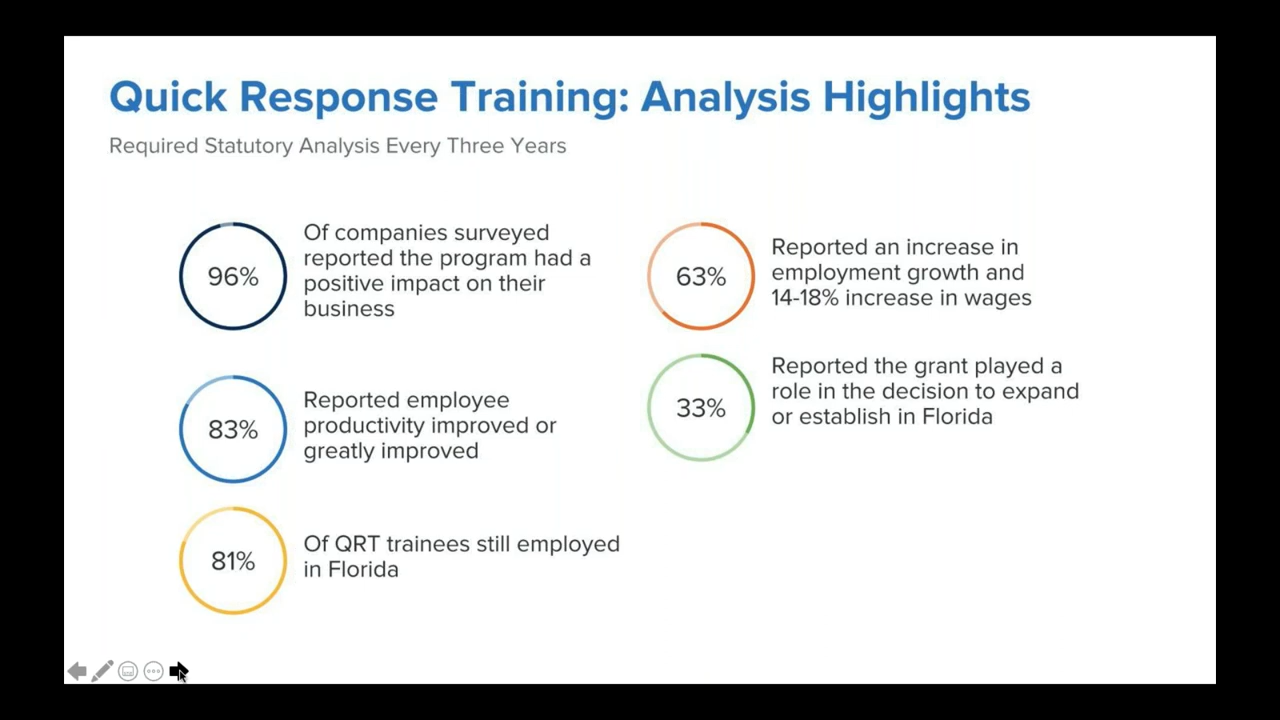 Quick Response Training: Analysis Highlights
Required Statutory Analysis Every Three Years
96%
Of companies surveyed
reported the program had a
positive impact on their
business
83%
Reported employee
productivity improved or
greatly improved
81%
Of QRT trainees still employed
in Florida
63%
Reported an increase in
employment growth and
14-18% increase in wages
33%
Reported the grant played a
role in the decision to expand
or establish in Florida